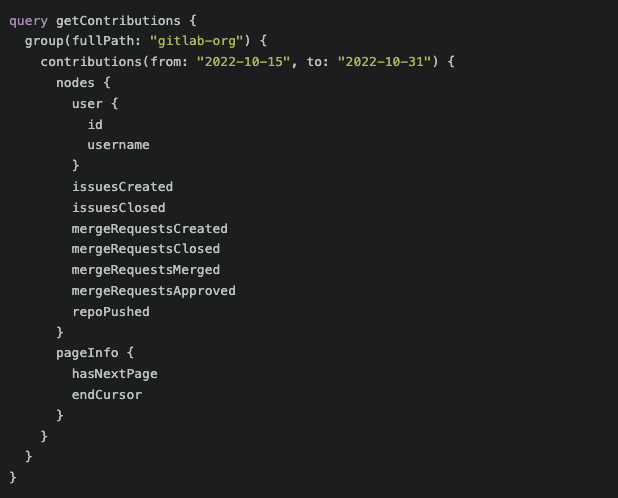 query getContributions {
  group(fullPath: "gitlab-org") {
    contributions(from: "2022-10-15", to: "2022-10-31") {
      nodes {
        user {
          id
          username
        }
        issuesCreated
        issuesClosed
        mergeRequestsCreated
        mergeRequestsClosed
        mergeRequestsMerged
        mergeRequestsApproved
        repoPushed
      }
      pageInfo {
        hasNextPage
        endCursor
      }
    }
  }
}